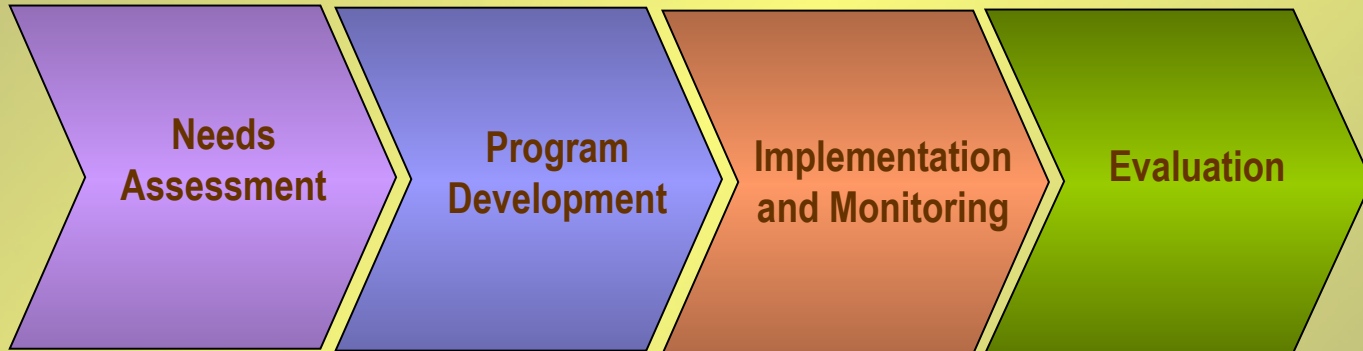 Needs
Assessment
Program
Development
Implementation
and Monitoring
Evaluation